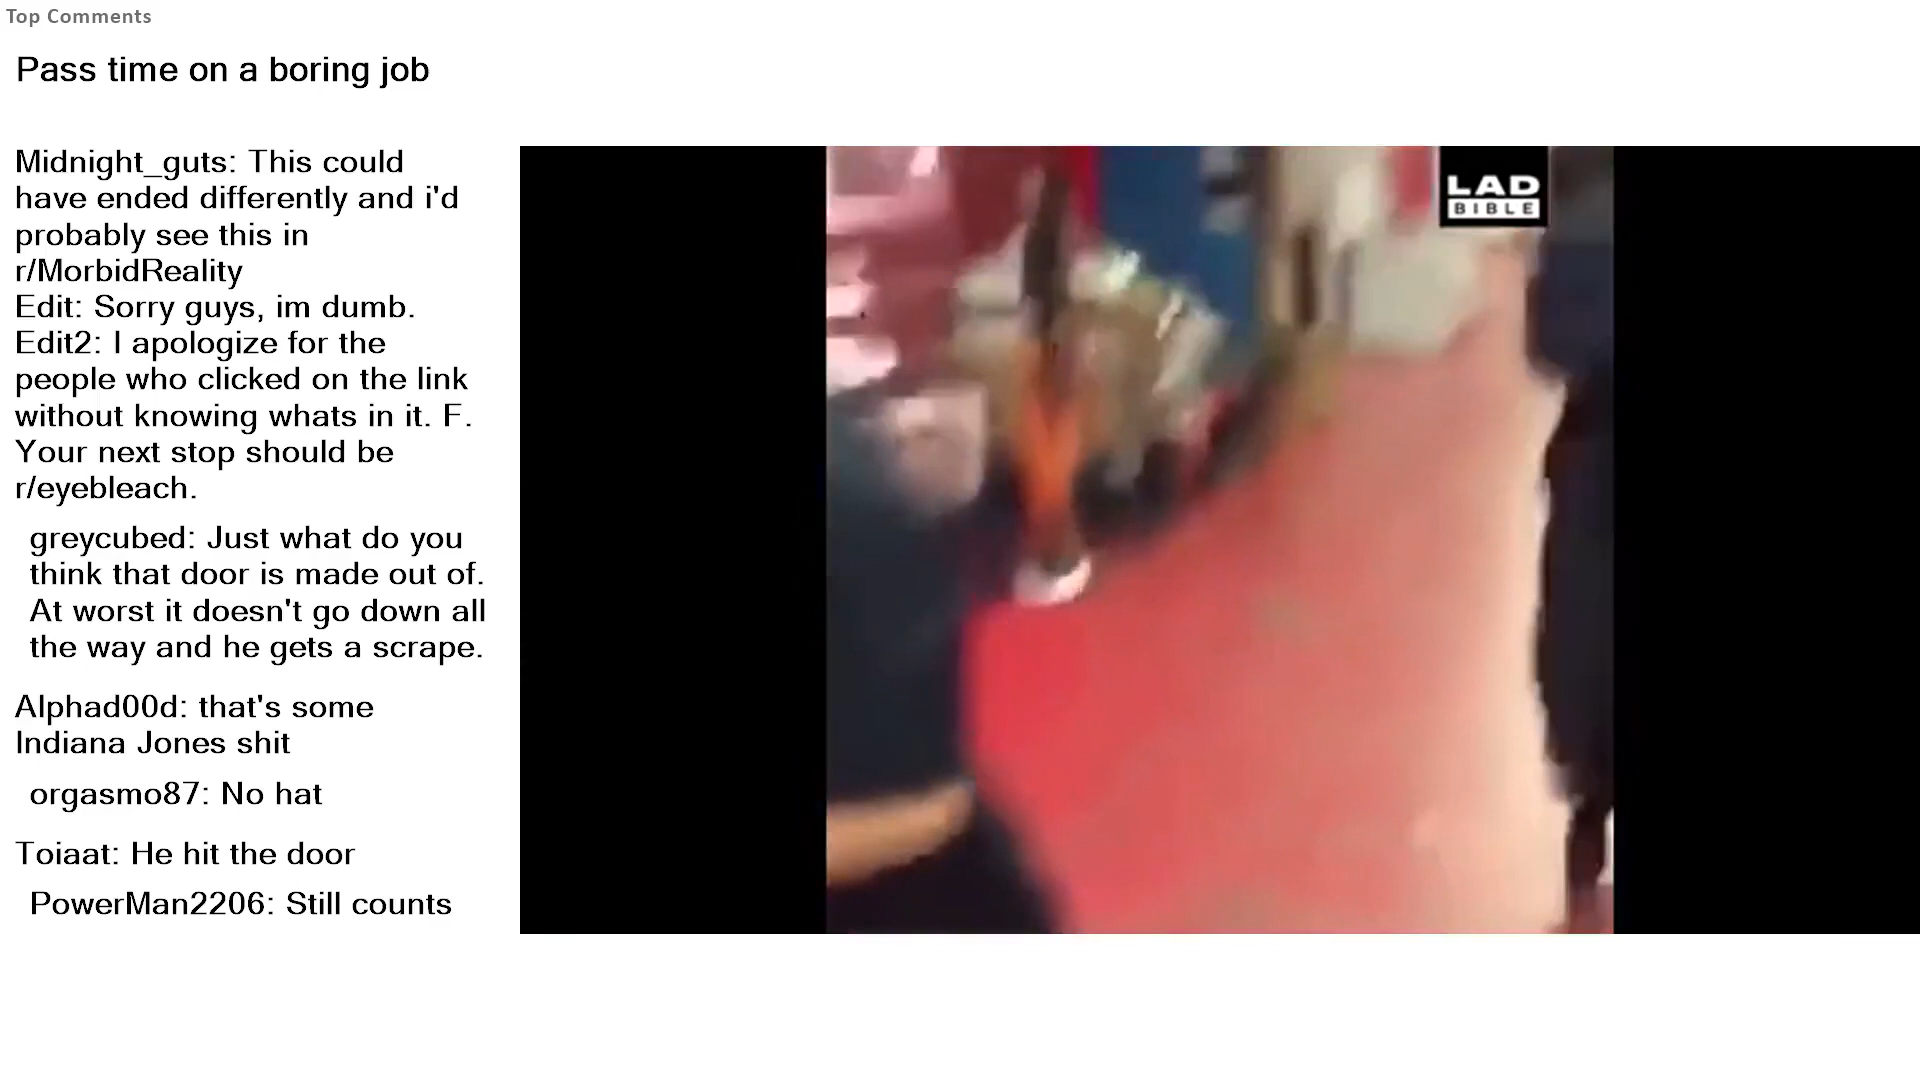 Top Comments
Pass time on a boring job
Midnight_guts: This could
have ended differently and i'd
probably see this in
r/MorbidReality
Edit: Sorry guys, im dumb.
Edit2: I apologize for the
people who clicked on the link
without knowing whats in it. F.
Your next stop should be
r/eyebleach.
greycubed: Just what do you
think that door is made out of.
At worst it doesn't go down all
the way and he gets a scrape.
Alphad00d: that's some
Indiana Jones shit
orgasmo87: No hat
Toiaat: He hit the door
PowerMan2206: Still counts
LAD
BIBLE